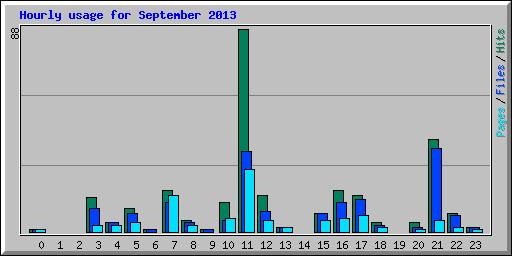 Hourly usage for September 2013
88
Pages/Files/Hits
0 1 2 3 4 5 6 7 8 9 10 11 12 13 14 15 16 17 18 19 20 21 22 23